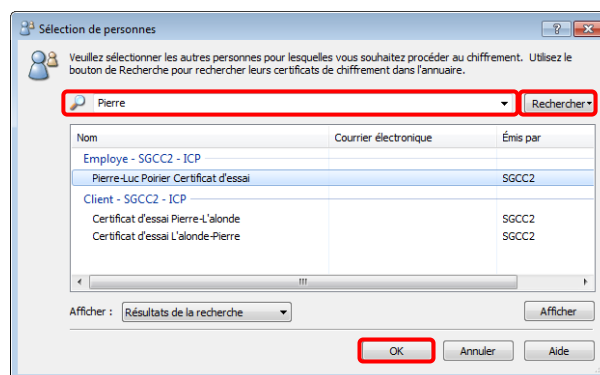 Sélection de personnes
Veuillez sélectionner les autres personnes pour lesquelles vous souhaitez procéder au chiffrement. Utilisez le
bouton de Recherche pour rechercher leurs certificats de chiffrement dans l'annuaire.
Pierre
Rechercher
Nom Courrier électronique Émis par
Employe - SGCC2 - ICP
Pierre-Luc Poirier Certificat d'essai SGCC2
Client - SGCC2 - ICP
Certificat d'essai Pierre-L'alonde SGCC2
Certificat d'essai L'alonde-Pierre SGCC2
Afficher : Résultats de la recherche Afficher
OK Annuler Aide